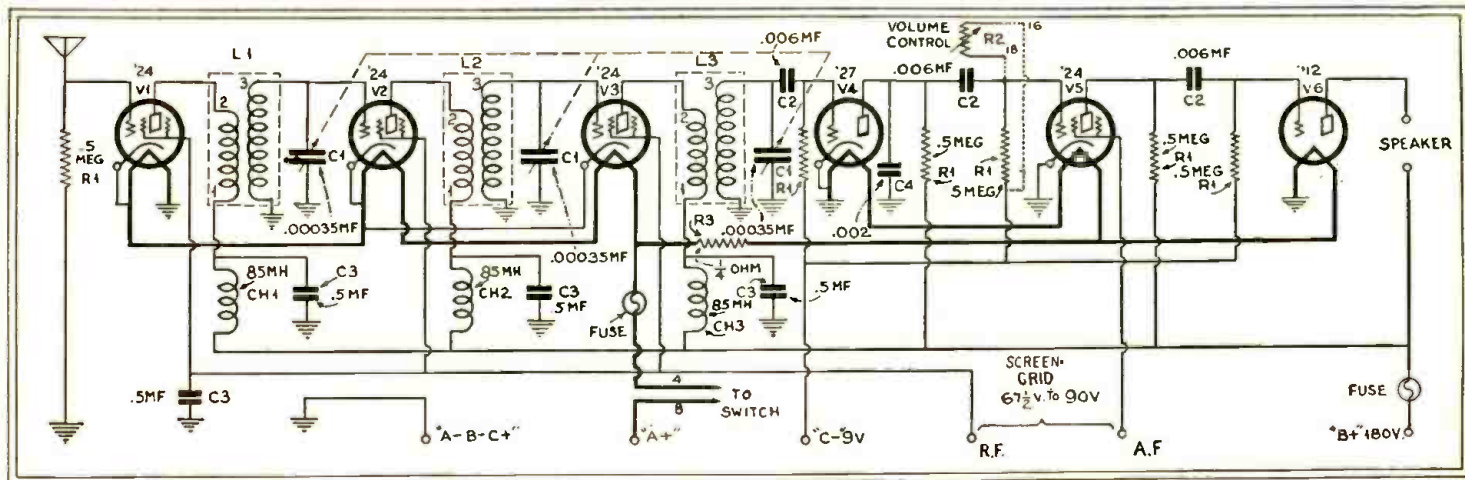 VOLUME CONTROL
R2
16
18
.006MF
.006MF
.006MF
L1
L2
L3
'24
V1
'24
V2
'24
V3
C2
'27
V4
C2
'24
V5
C2
'12
V6
3
2
1
3
2
1
3
2
1
.5 MEG
R1
C1
C1
C1
R1
C4
.5MEG
R1
R1
.5MEG
.5MEG
R1
.5MEG
R1
SPEAKER
.00035MF
.00035MF
.00035MF
.002
R3
1/4 OHM
85MH
CH1
C3
.5MF
85MH
CH2
C3
.5MF
FUSE
85MH
CH3
C3
.5MF
.5MF
C3
4
8
TO SWITCH
SCREEN-GRID
67½ V. TO 90V
FUSE
"A-B-C+"
"A+"
"C-"9V
R.F.
A.F
"B+"180V.